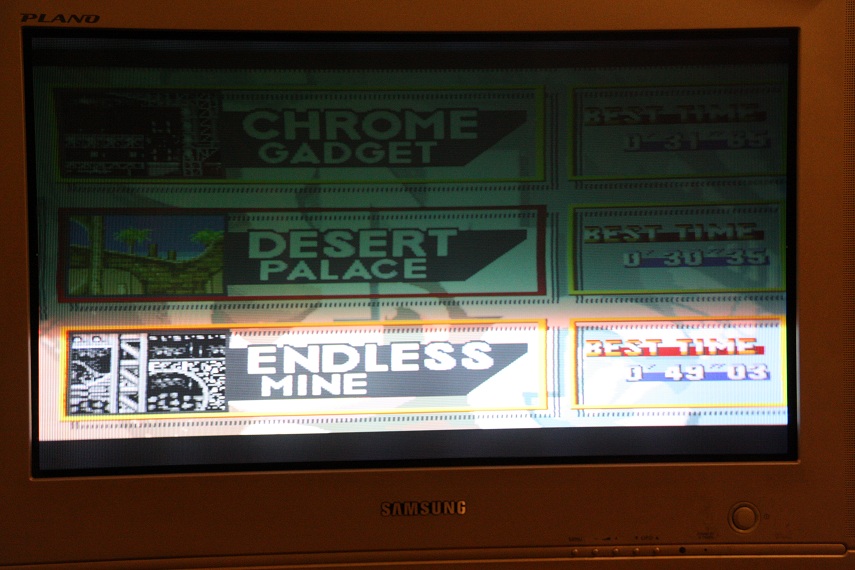 PLANO
CHROME
GADGET
BEST TIME
0'31"65
DESERT
PALACE
BEST TIME
0'30"35
ENDLESS
MINE
BEST TIME
0'49"03
SAMSUNG